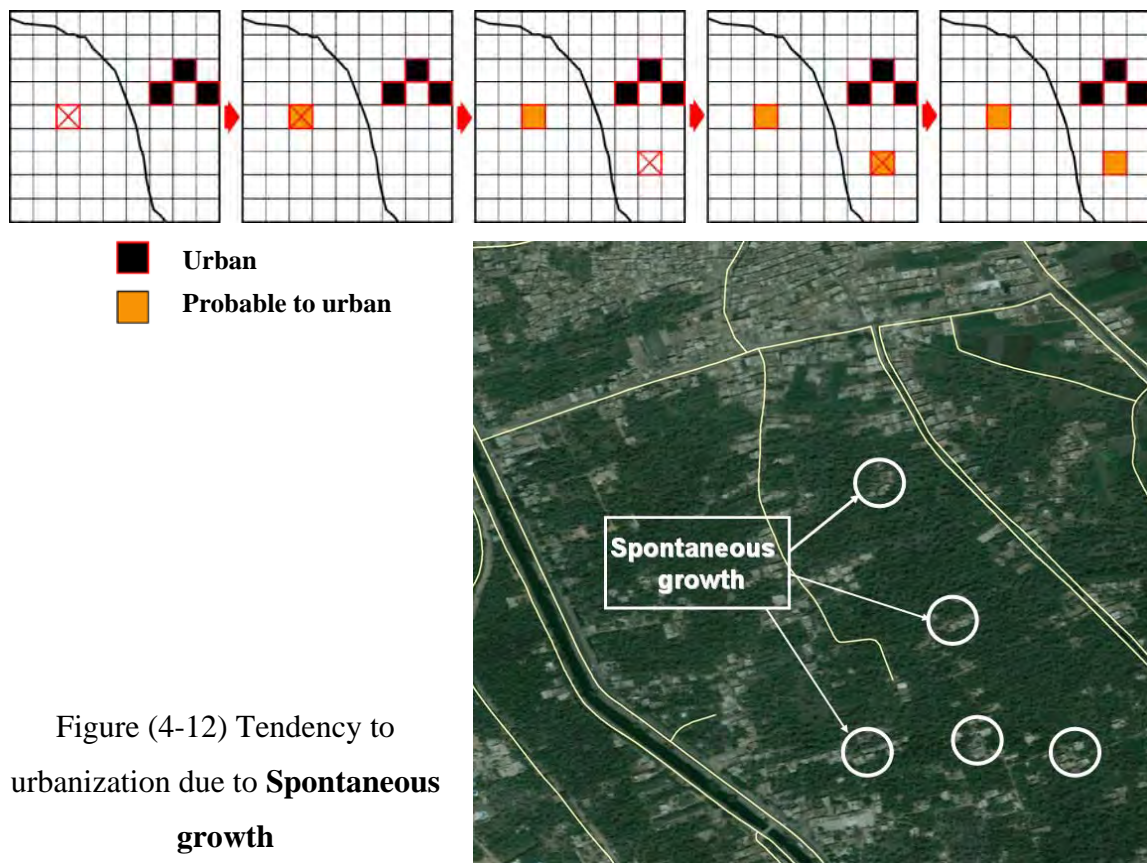 Urban
Probable to urban
Spontaneous
growth
Figure (4-12) Tendency to
urbanization due to Spontaneous
growth